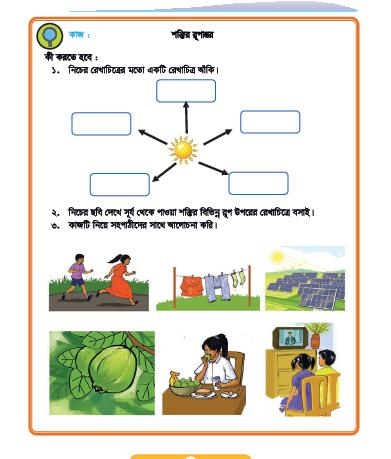 কাজ :
শক্তির রূপান্তর
কী করতে হবে :
১. নিচের রেখাচিত্রের মতো একটি রেখাচিত্র আঁকি।
২. নিচের ছবি দেখে সূর্য থেকে পাওয়া শক্তির বিভিন্ন রূপ উপরের রেখাচিত্রে বসাই।
৩. কাজটি নিয়ে সহপাঠীদের সাথে আলোচনা করি।